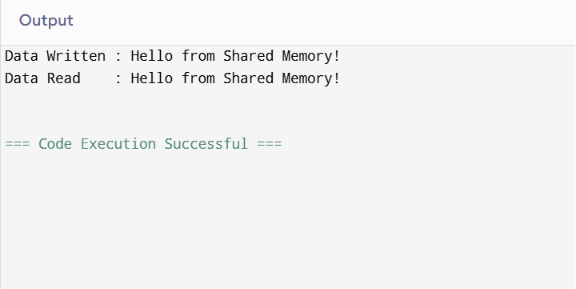 Output
Data Written : Hello from Shared Memory!
Data Read    : Hello from Shared Memory!
=== Code Execution Successful ===